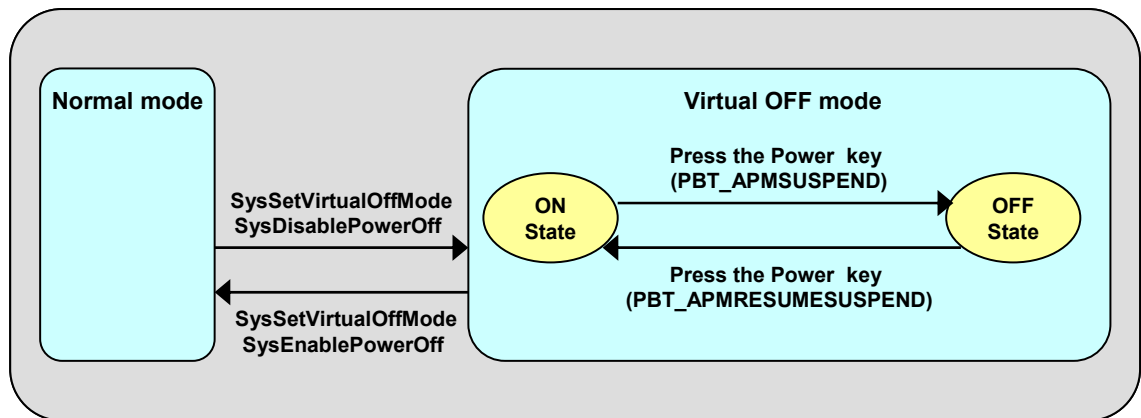 Normal mode
Virtual OFF mode
Press the Power key
(PBT_APMSUSPEND)
SysSetVirtualOffMode
SysDisablePowerOff
ON
State
OFF
State
Press the Power key
(PBT_APMRESUMESUSPEND)
SysSetVirtualOffMode
SysEnablePowerOff